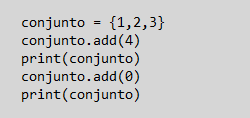 conjunto = {1,2,3}
conjunto.add(4)
print(conjunto)
conjunto.add(0)
print(conjunto)